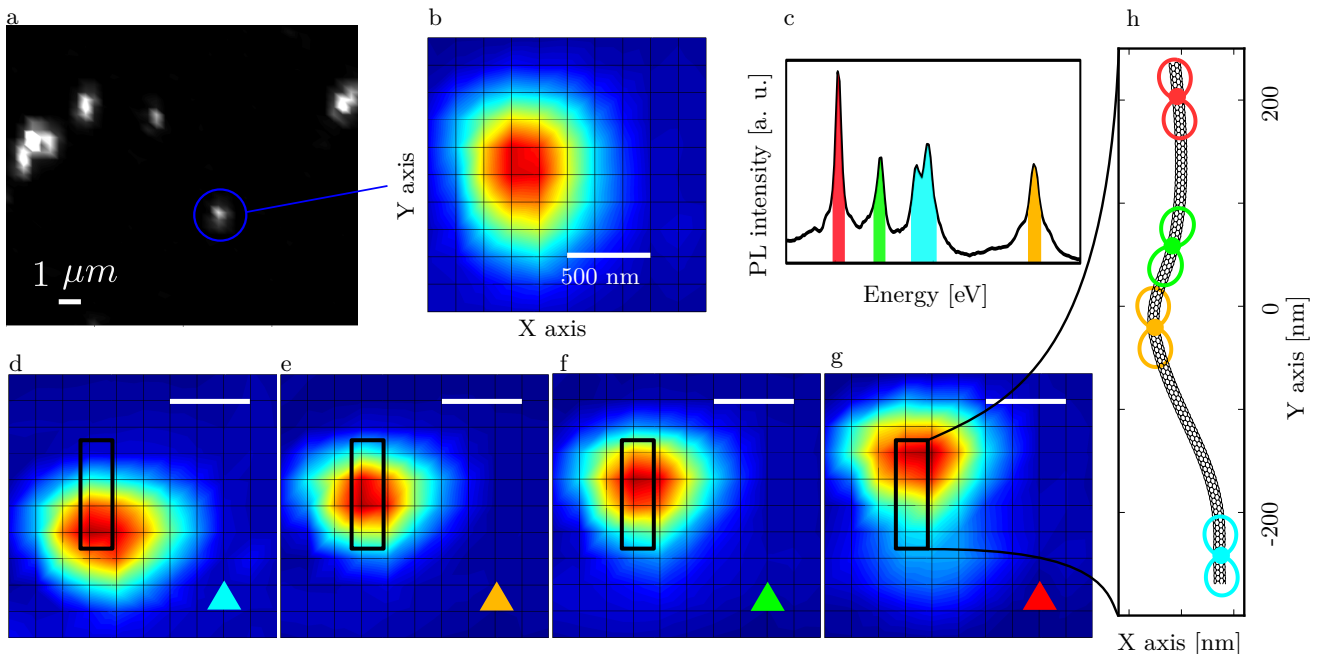 a
1 μm
b
Y axis
500 nm
X axis
c
PL intensity [a. u.]
Energy [eV]
d
e
f
g
h
200
0
-200
Y axis [nm]
X axis [nm]